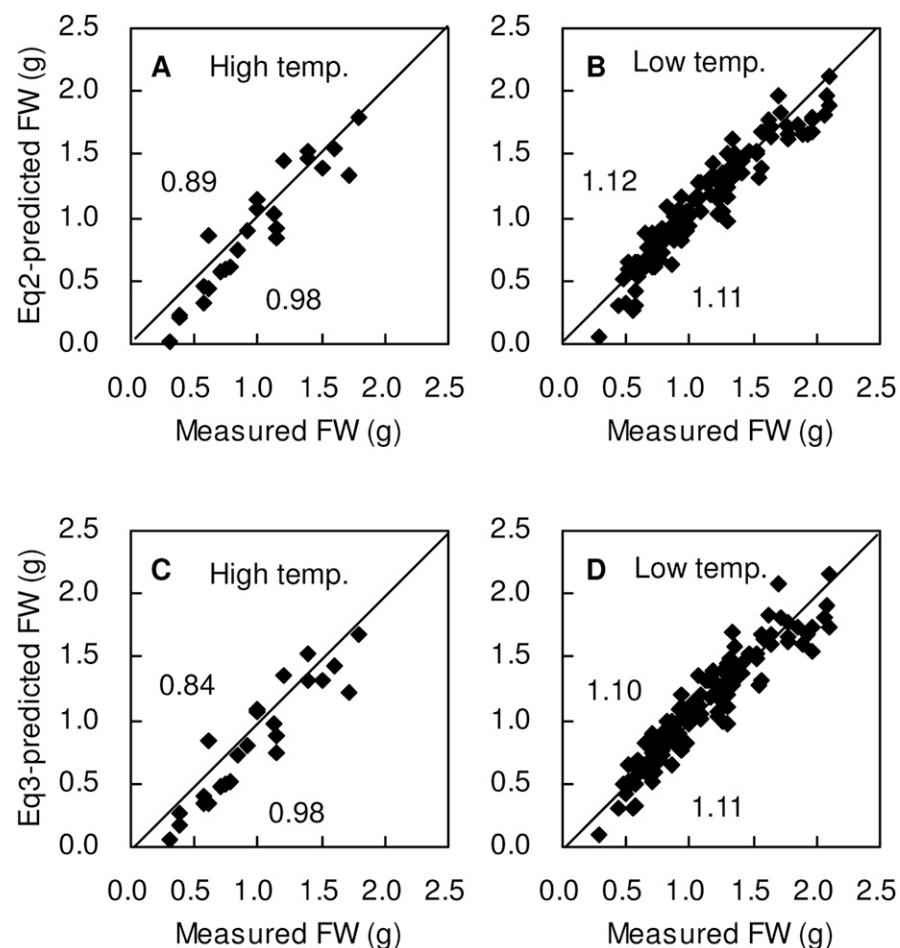 Eq2-predicted FW (g)
2.5
2.0
1.5
1.0
0.5
0.0
A High temp.
0.89
0.98
0.0 0.5 1.0 1.5 2.0 2.5
Measured FW (g)
2.5
2.0
1.5
1.0
0.5
0.0
B Low temp.
1.12
1.11
0.0 0.5 1.0 1.5 2.0 2.5
Measured FW (g)
Eq3-predicted FW (g)
2.5
2.0
1.5
1.0
0.5
0.0
C High temp.
0.84
0.98
0.0 0.5 1.0 1.5 2.0 2.5
Measured FW (g)
2.5
2.0
1.5
1.0
0.5
0.0
D Low temp.
1.10
1.11
0.0 0.5 1.0 1.5 2.0 2.5
Measured FW (g)